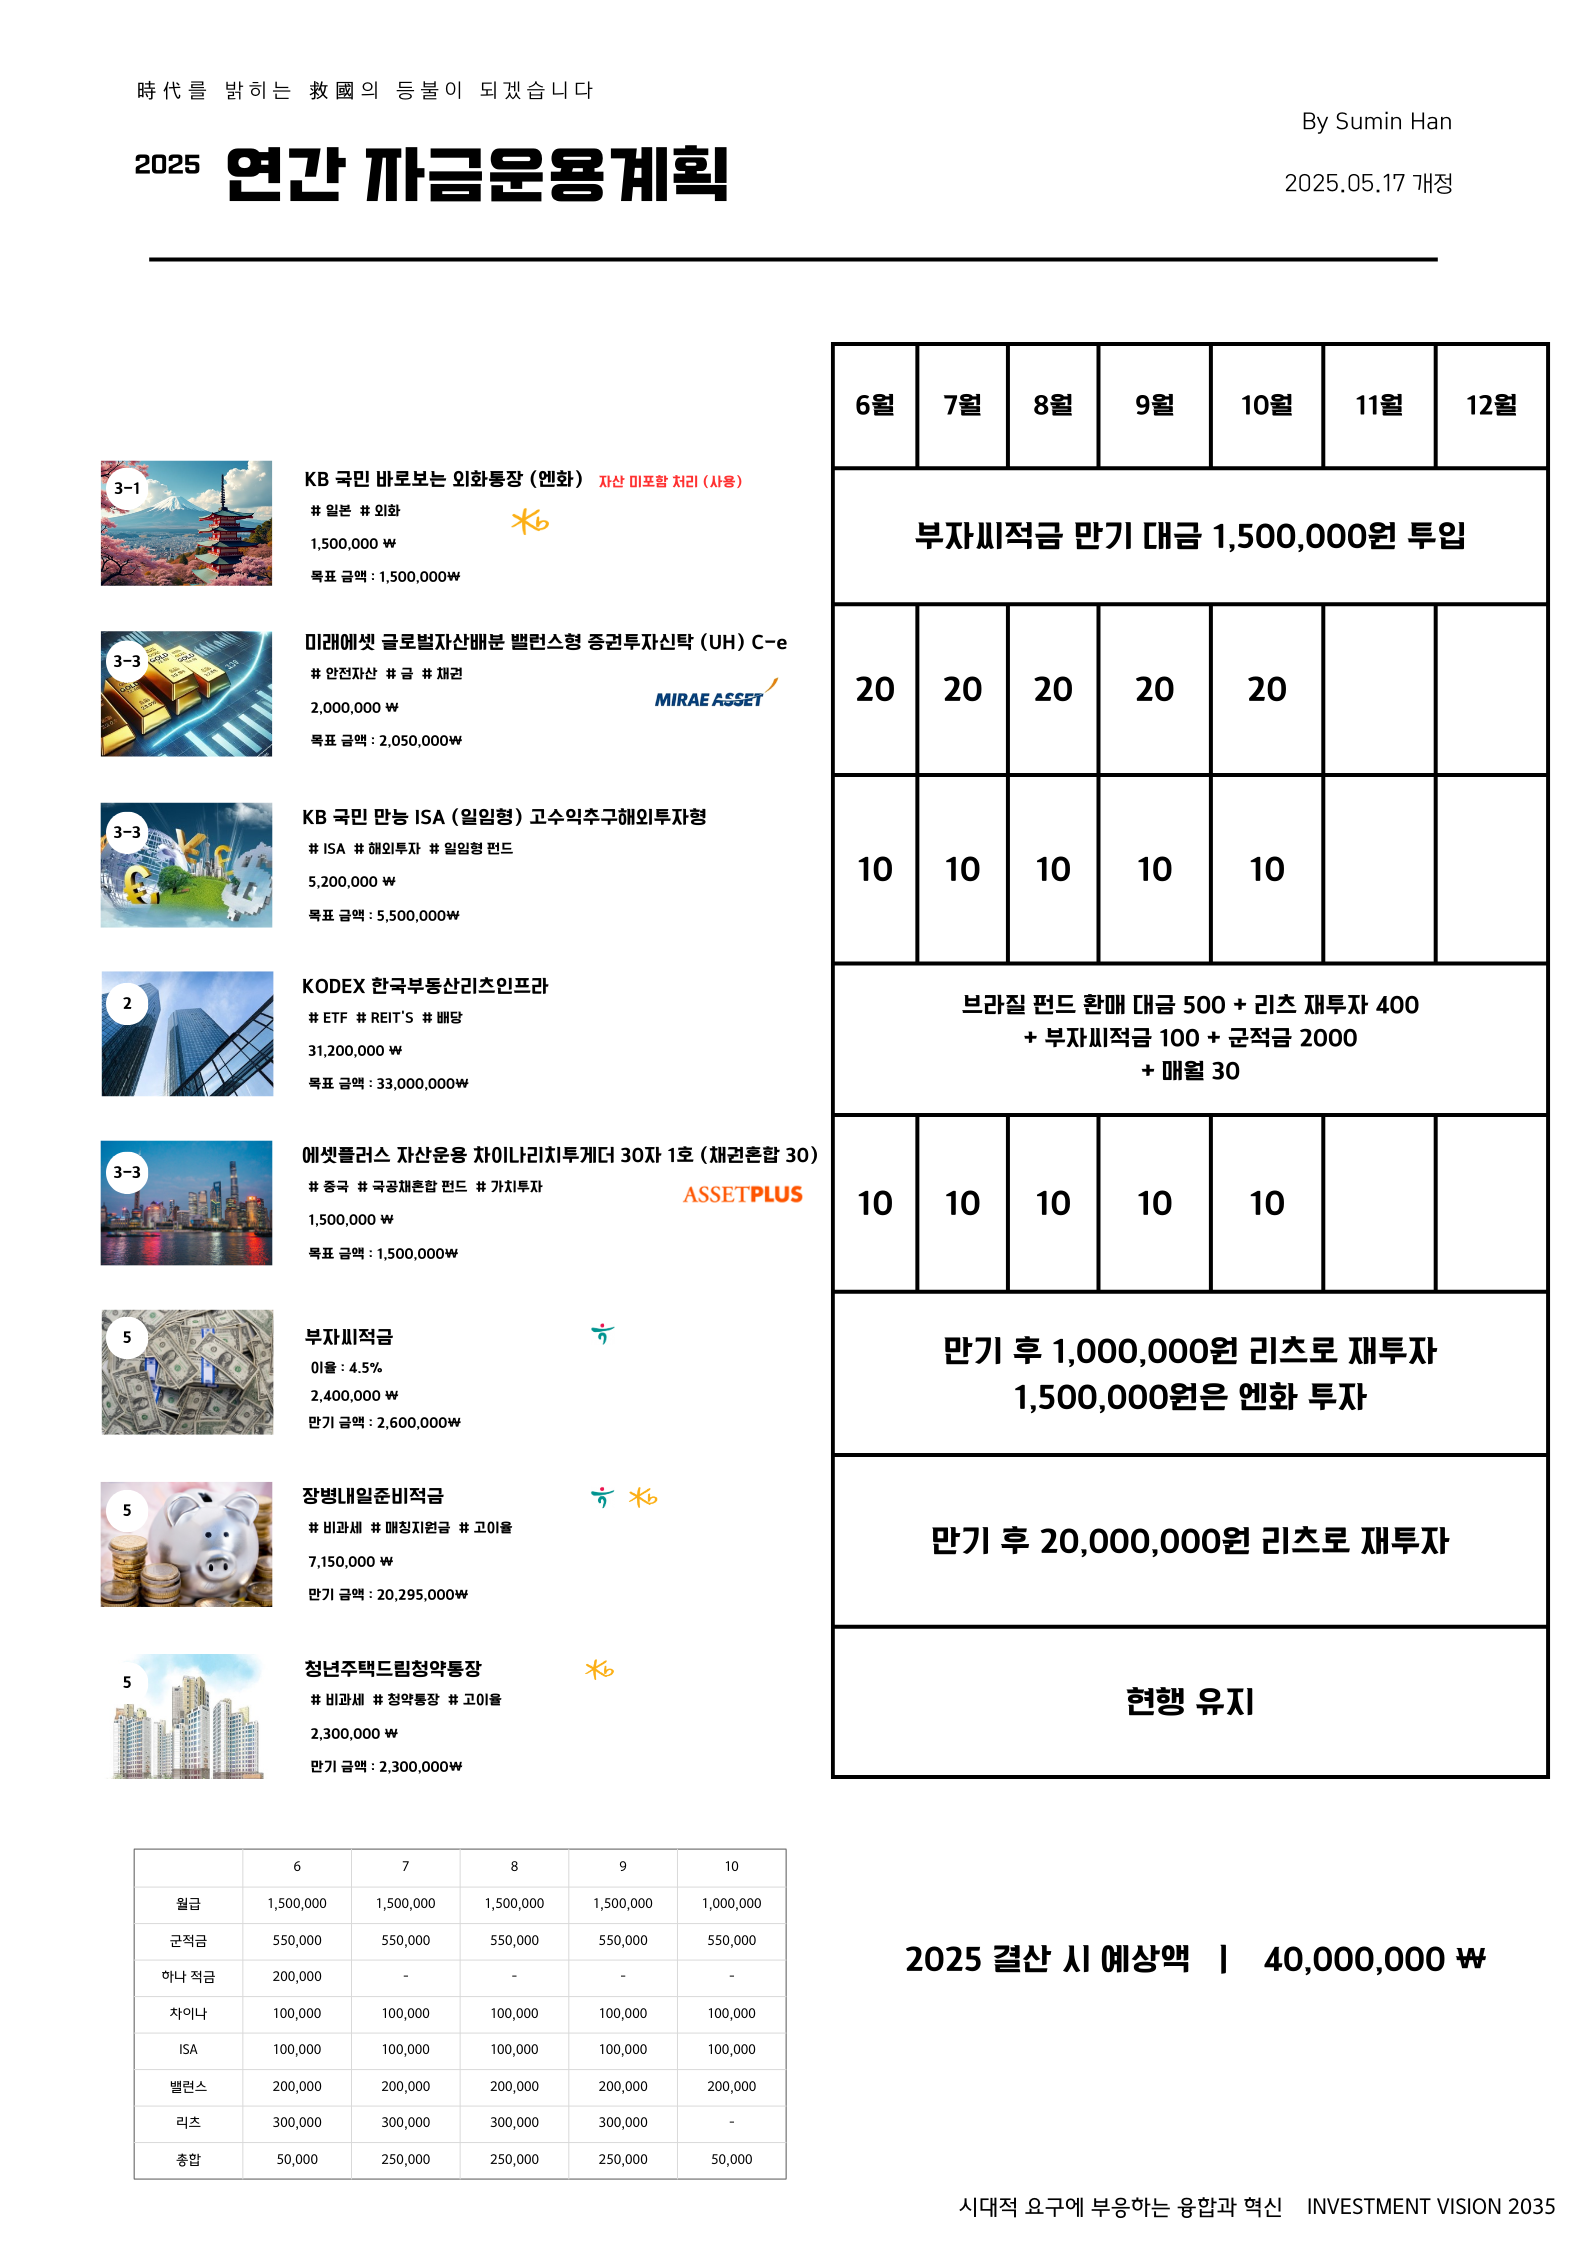 時代를 밝히는 救國의 등불이 되겠습니다
By Sumin Han
2025 연간 자금운용계획
2025.05.17 개정
6월 7월 8월 9월 10월 11월 12월
3-1
KB 국민 바로보는 외화통장 (엔화) 자산 미포함 처리 (사용)
# 일본 # 외화
1,500,000 ₩
목표 금액 : 1,500,000₩
부자씨적금 만기 대금 1,500,000원 투입
3-3
미래에셋 글로벌자산배분 밸런스형 증권투자신탁 (UH) C-e
# 안전자산 # 금 # 채권
MIRAE ASSET
2,000,000 ₩
목표 금액 : 2,050,000₩
20 20 20 20 20
3-3
KB 국민 만능 ISA (일임형) 고수익추구해외투자형
# ISA # 해외투자 # 일임형 펀드
5,200,000 ₩
목표 금액 : 5,500,000₩
10 10 10 10 10
2
KODEX 한국부동산리츠인프라
# ETF # REIT'S # 배당
31,200,000 ₩
목표 금액 : 33,000,000₩
브라질 펀드 환매 대금 500 + 리츠 재투자 400
+ 부자씨적금 100 + 군적금 2000
+ 매월 30
3-3
에셋플러스 자산운용 차이나리치투게더 30자 1호 (채권혼합 30)
# 중국 # 국공채혼합 펀드 # 가치투자
ASSETPLUS
1,500,000 ₩
목표 금액 : 1,500,000₩
10 10 10 10 10
5
부자씨적금
이율 : 4.5%
2,400,000 ₩
만기 금액 : 2,600,000₩
만기 후 1,000,000원 리츠로 재투자
1,500,000원은 엔화 투자
5
장병내일준비적금
# 비과세 # 매칭지원금 # 고이율
7,150,000 ₩
만기 금액 : 20,295,000₩
만기 후 20,000,000원 리츠로 재투자
5
청년주택드림청약통장
# 비과세 # 청약통장 # 고이율
2,300,000 ₩
만기 금액 : 2,300,000₩
현행 유지
6 7 8 9 10
월급 1,500,000 1,500,000 1,500,000 1,500,000 1,000,000
군적금 550,000 550,000 550,000 550,000 550,000
하나 적금 200,000 - - - -
차이나 100,000 100,000 100,000 100,000 100,000
ISA 100,000 100,000 100,000 100,000 100,000
밸런스 200,000 200,000 200,000 200,000 200,000
리츠 300,000 300,000 300,000 300,000 -
총합 50,000 250,000 250,000 250,000 50,000
2025 결산 시 예상액 | 40,000,000 ₩
시대적 요구에 부응하는 융합과 혁신 INVESTMENT VISION 2035